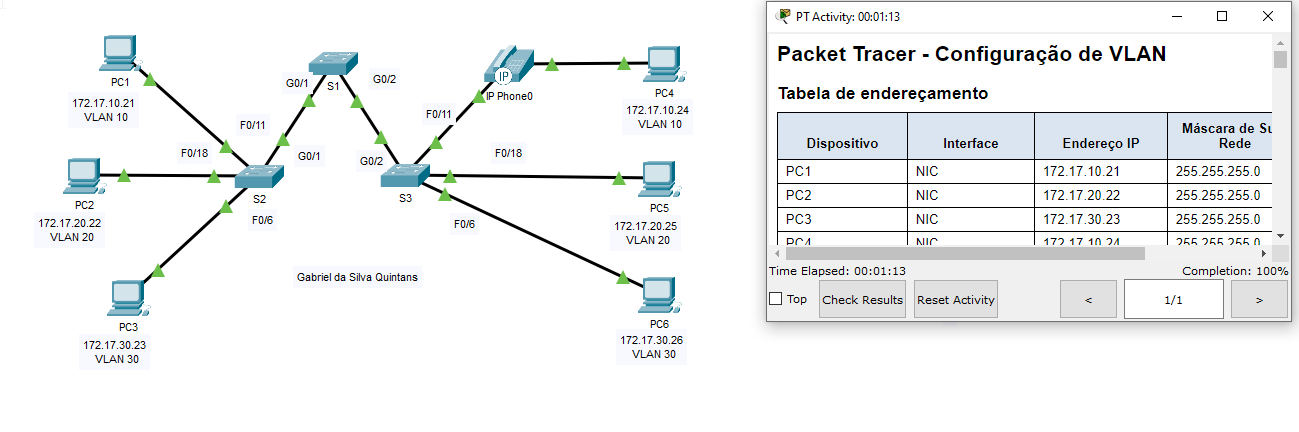 PC1
172.17.10.21
VLAN 10
F0/11
F0/18
PC2
172.17.20.22
VLAN 20
S2
F0/6
PC3
172.17.30.23
VLAN 30
G0/1
G0/1
S1
G0/2
G0/2
S3
F0/11
IP
IP Phone0
PC4
172.17.10.24
VLAN 10
F0/18
PC5
172.17.20.25
VLAN 20
F0/6
PC6
172.17.30.26
VLAN 30
Gabriel da Silva Quintans
PT Activity: 00:01:13
Packet Tracer - Configuração de VLAN
Tabela de endereçamento
Dispositivo Interface Endereço IP Máscara de Su
Rede
PC1 NIC 172.17.10.21 255.255.255.0
PC2 NIC 172.17.20.22 255.255.255.0
PC3 NIC 172.17.30.23 255.255.255.0
PC4 NIC 172.17.10.24 255.255.255.0
Time Elapsed: 00:01:13 Completion: 100%
Top Check Results Reset Activity < 1/1 >